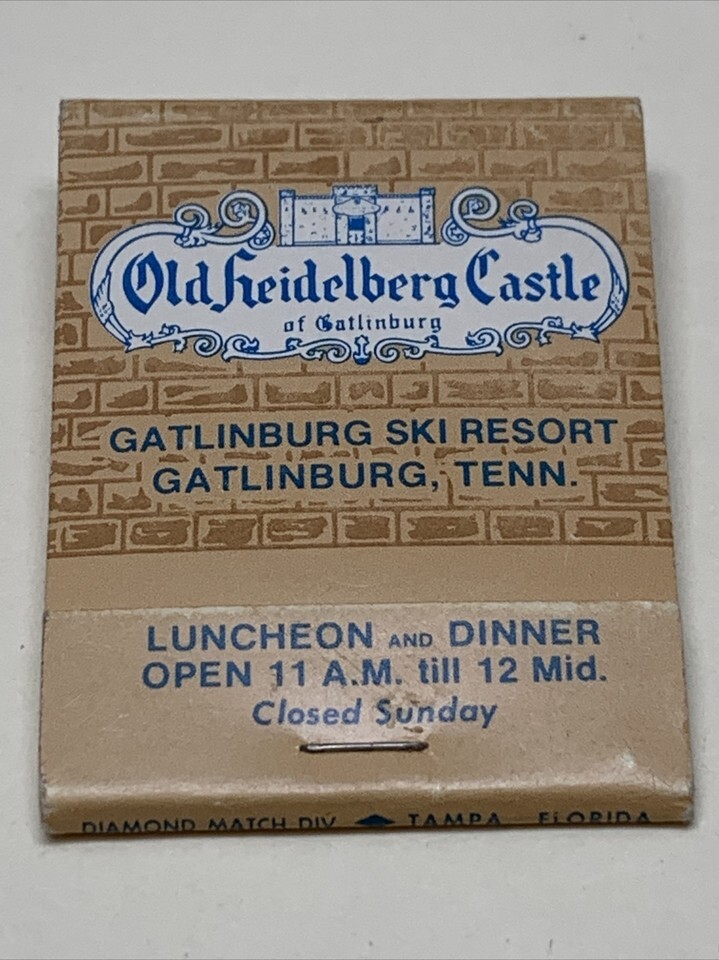 Old Heidelberg Castle
of Gatlinburg
GATLINBURG SKI RESORT
GATLINBURG, TENN.
LUNCHEON AND DINNER
OPEN 11 A.M. till 12 Mid.
Closed Sunday
DIAMOND MATCH DIV. TAMPA FLORIDA